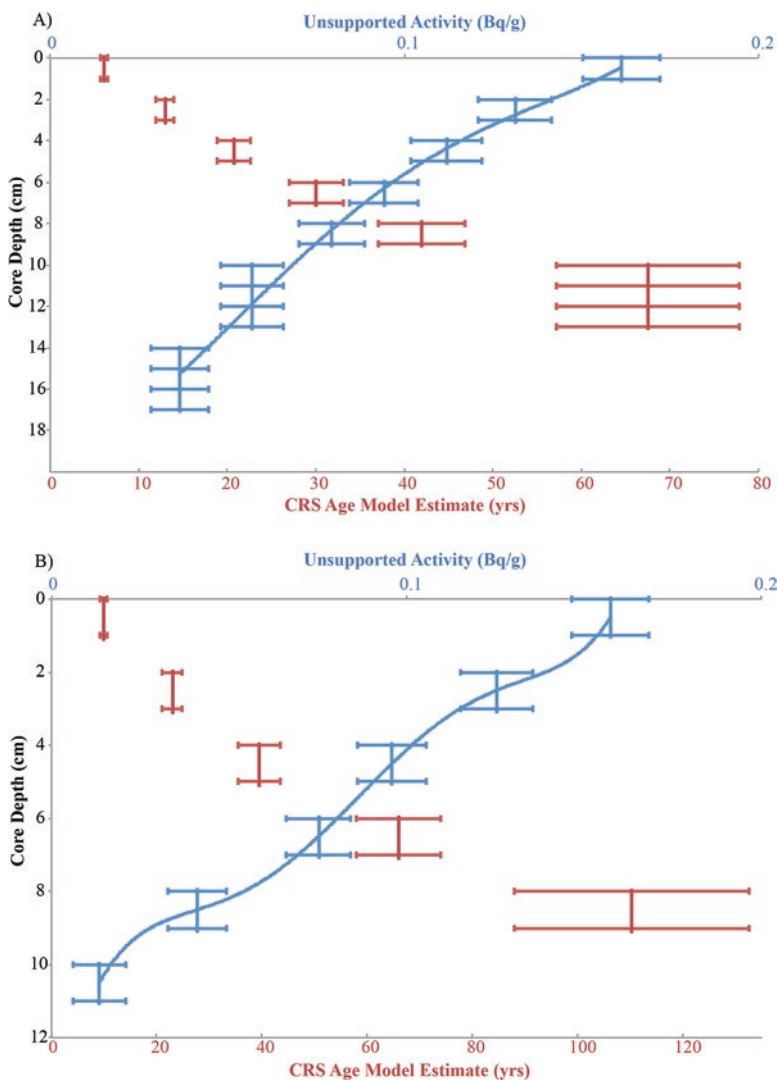 A)
Unsupported Activity (Bq/g)
0 0.1 0.2
0
2
4
6
8
10
12
14
16
18
Core Depth (cm)
10 20 30 40 50 60 70 80
CRS Age Model Estimate (yrs)
B)
Unsupported Activity (Bq/g)
0 0.1 0.2
0
2
4
6
8
10
12
Core Depth (cm)
0 20 40 60 80 100 120
CRS Age Model Estimate (yrs)